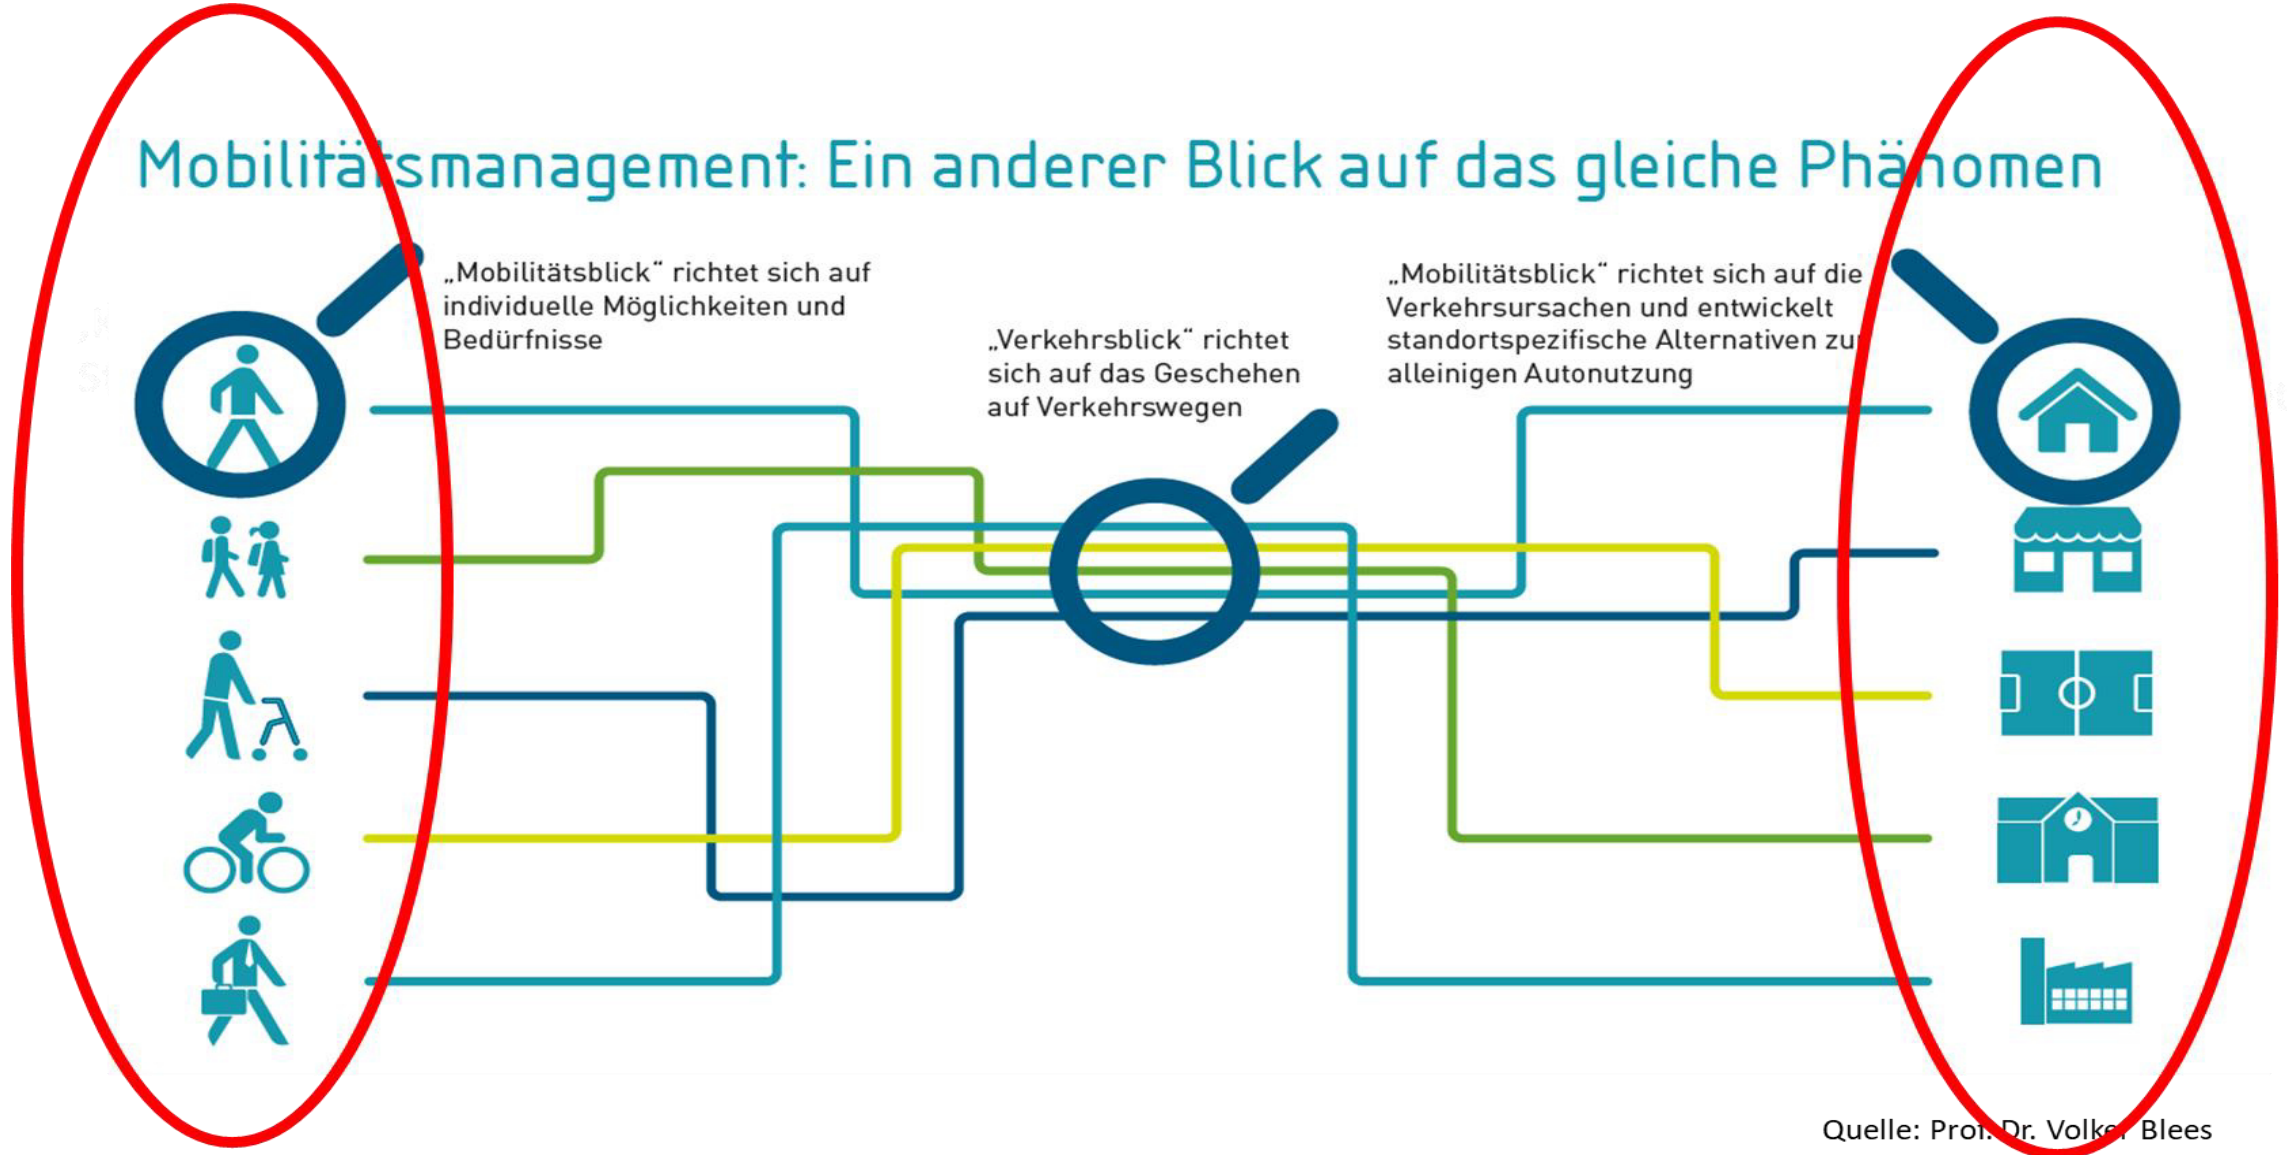 Mobilitätsmanagement: Ein anderer Blick auf das gleiche Phänomen
„Mobilitätsblick“ richtet sich auf
individuelle Möglichkeiten und
Bedürfnisse
„Verkehrsblick“ richtet
sich auf das Geschehen
auf Verkehrswegen
„Mobilitätsblick“ richtet sich auf die
Verkehrsursachen und entwickelt
standortspezifische Alternativen zur
alleinigen Autonutzung
Quelle: Prof. Dr. Volker Blees